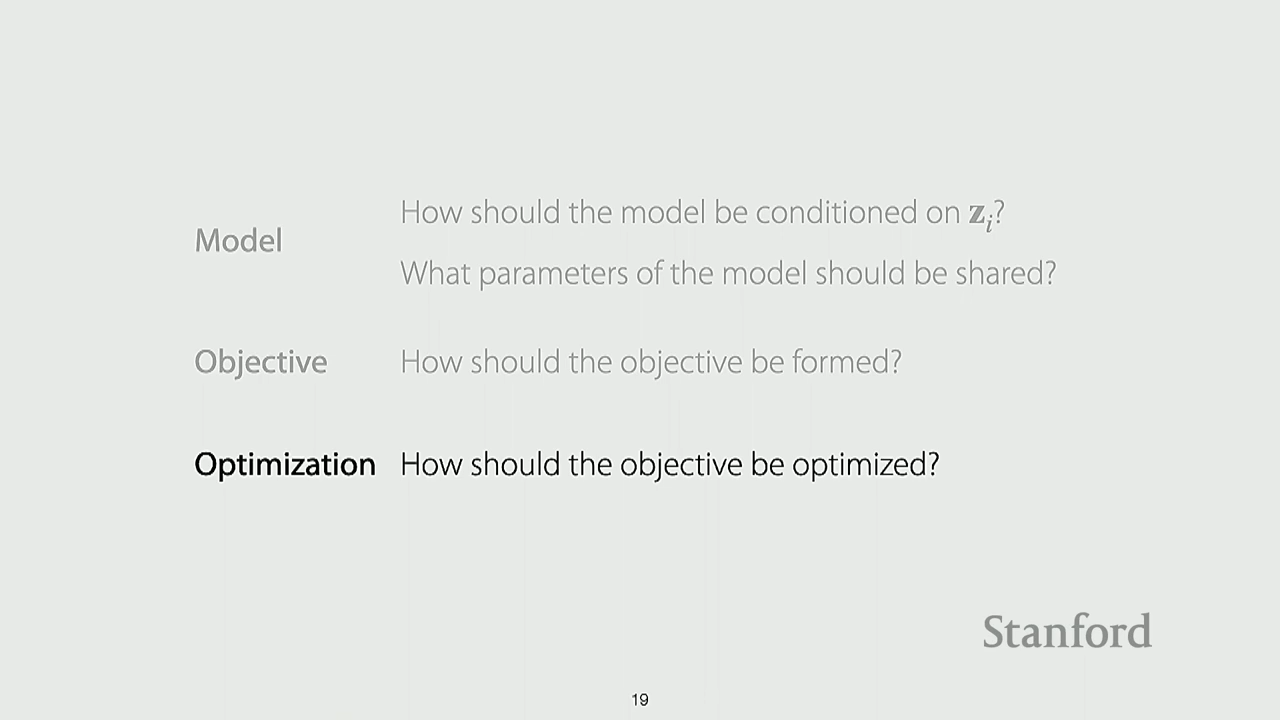 How should the model be conditioned on 𝐳ᵢ?
Model
What parameters of the model should be shared?
Objective How should the objective be formed?
Optimization How should the objective be optimized?
Stanford
19